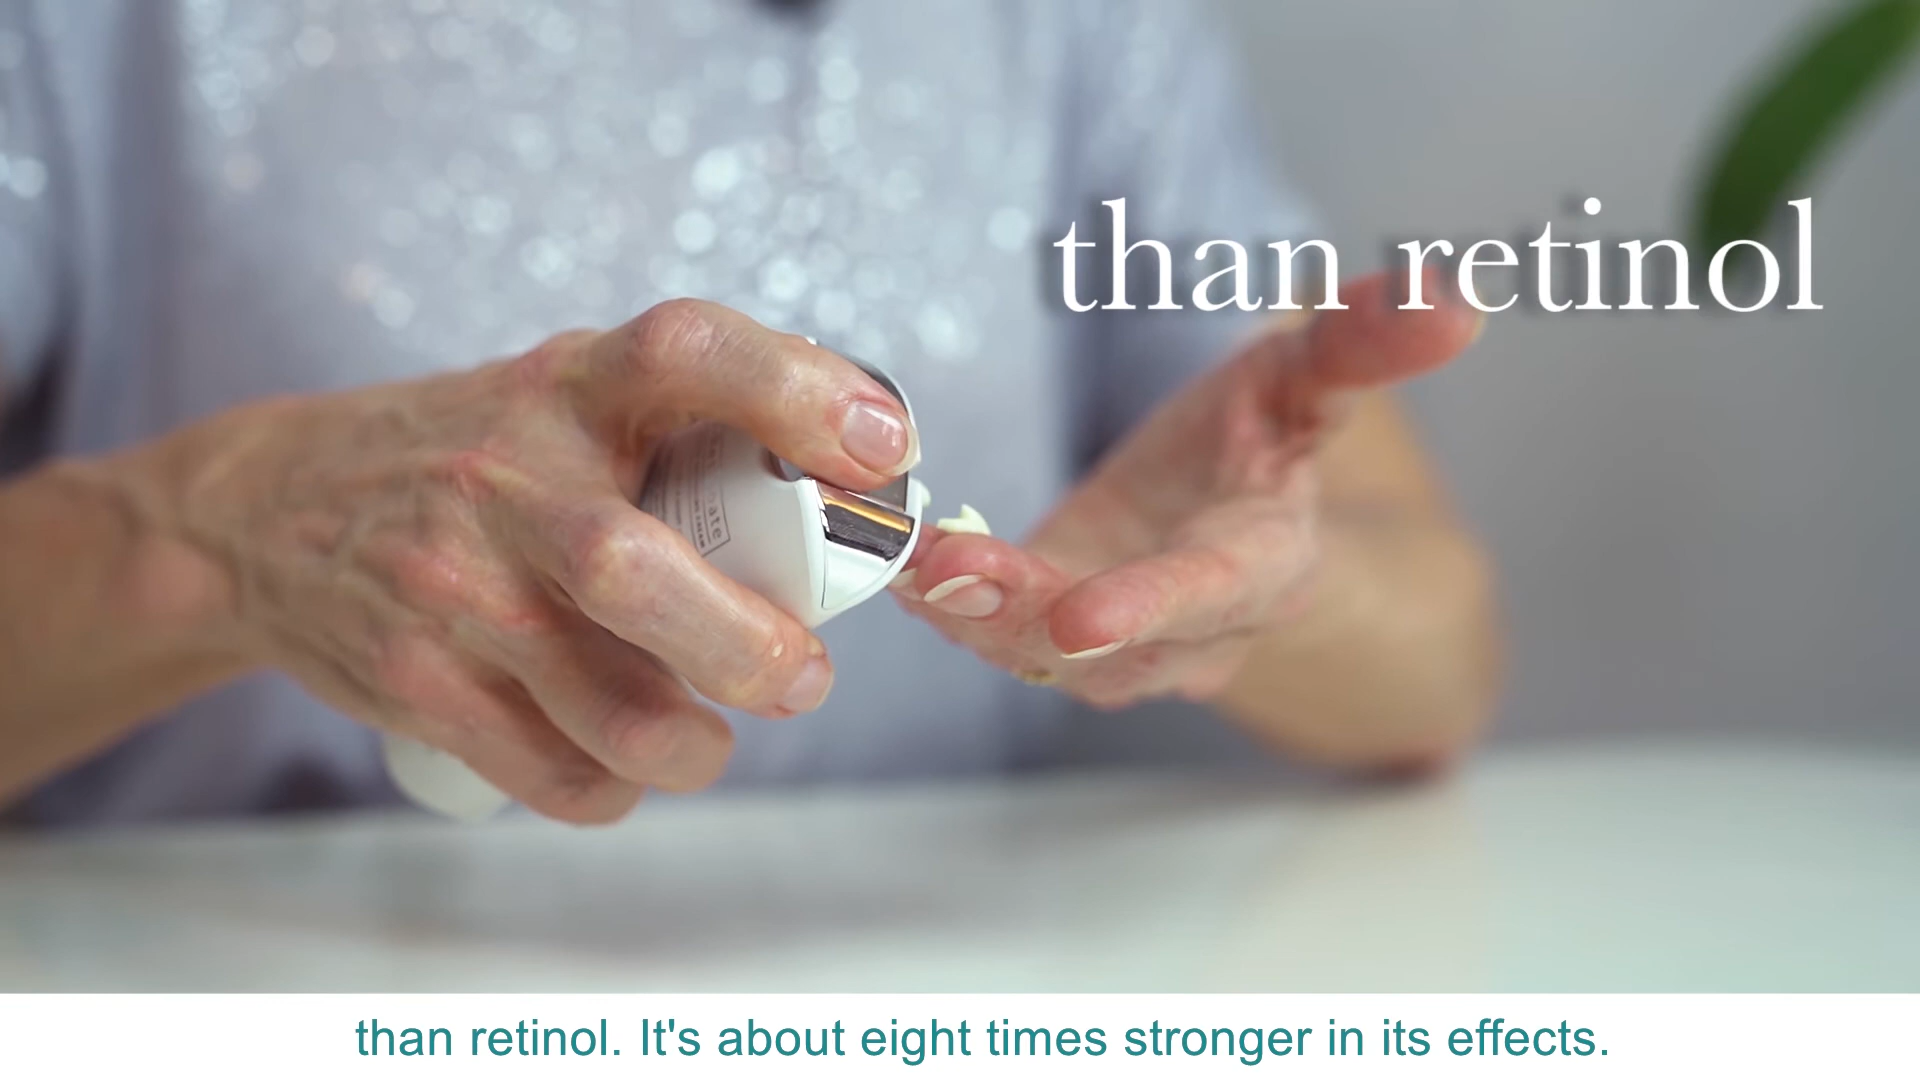 than retinol
than retinol. It's about eight times stronger in its effects.